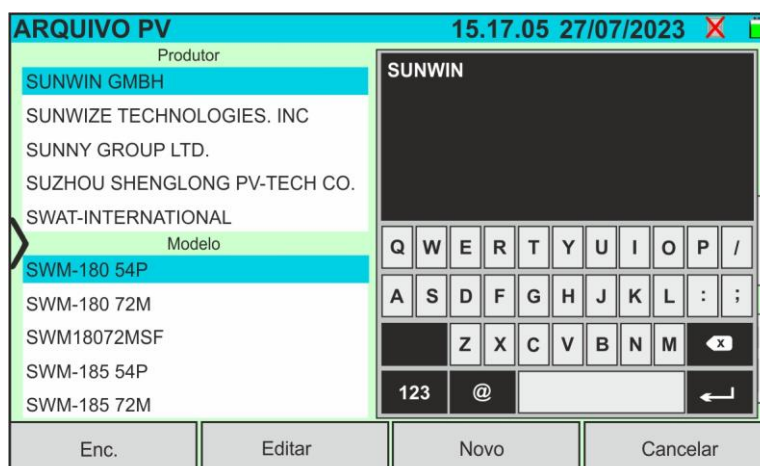 ARQUIVO PV 15.17.05 27/07/2023
Produtor
SUNWIN GMBH
SUNWIZE TECHNOLOGIES. INC
SUNNY GROUP LTD.
SUZHOU SHENGLONG PV-TECH CO.
SWAT-INTERNATIONAL
Modelo
SWM-180 54P
SWM-180 72M
SWM18072MSF
SWM-185 54P
SWM-185 72M
SUNWIN
Q W E R T Y U I O P /
A S D F G H J K L : ;
Z X C V B N M X
123 @
Enc. Editar Novo Cancelar